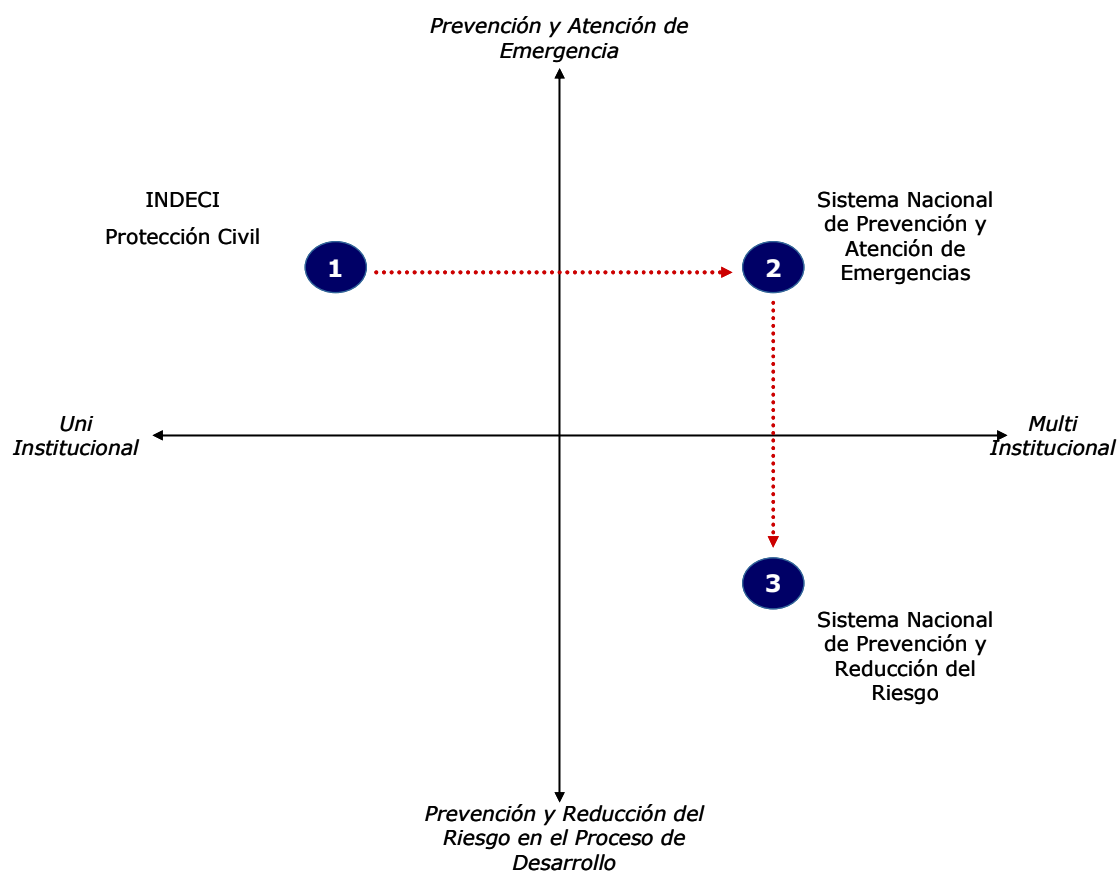 Prevención y Atención de
Emergencia
INDECI
Protección Civil
1
2
Sistema Nacional
de Prevención y
Atención de
Emergencias
Uni
Institucional
Multi
Institucional
3
Sistema Nacional
de Prevención y
Reducción del
Riesgo
Prevención y Reducción del
Riesgo en el Proceso de
Desarrollo